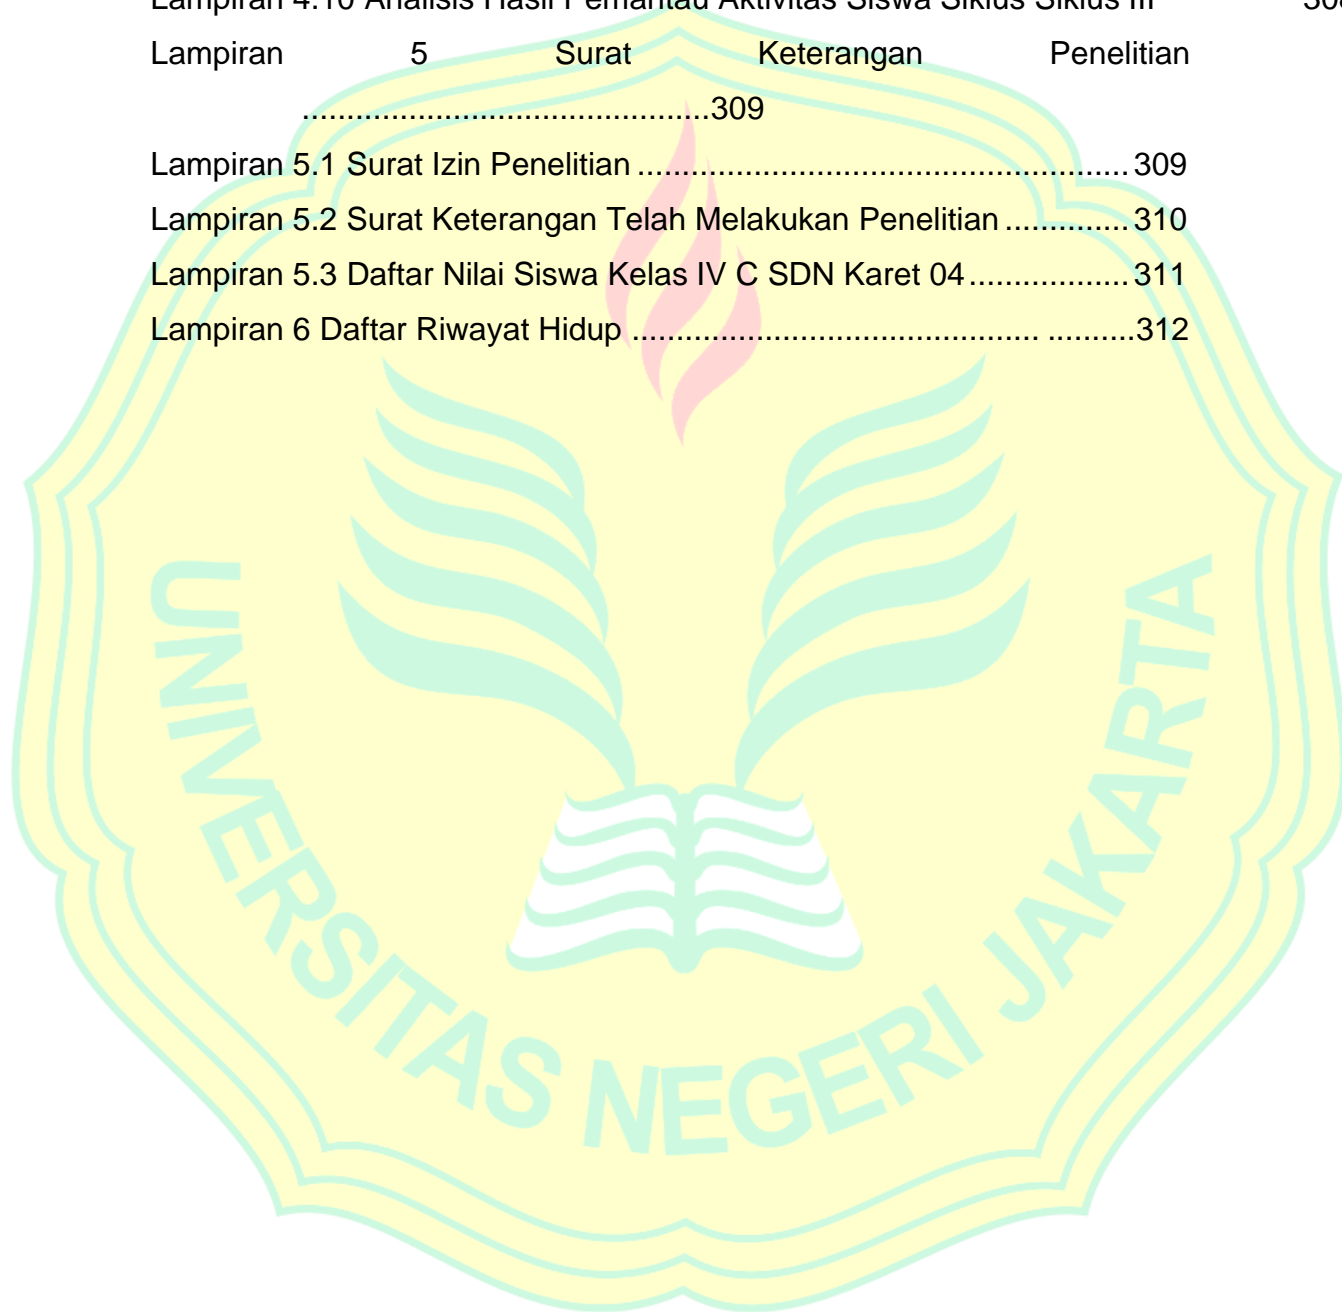 Lampiran 4.10 Analisis Hasil Pemantau Aktivitas Siswa Siklus Siklus III 308
Lampiran 5 Surat Keterangan Penelitian
..............................................309
Lampiran 5.1 Surat Izin Penelitian ....................................................... 309
Lampiran 5.2 Surat Keterangan Telah Melakukan Penelitian .............. 310
Lampiran 5.3 Daftar Nilai Siswa Kelas IV C SDN Karet 04.................. 311
Lampiran 6 Daftar Riwayat Hidup .............................................. ..........312
UNIVERSITAS NEGERI JAKARTA